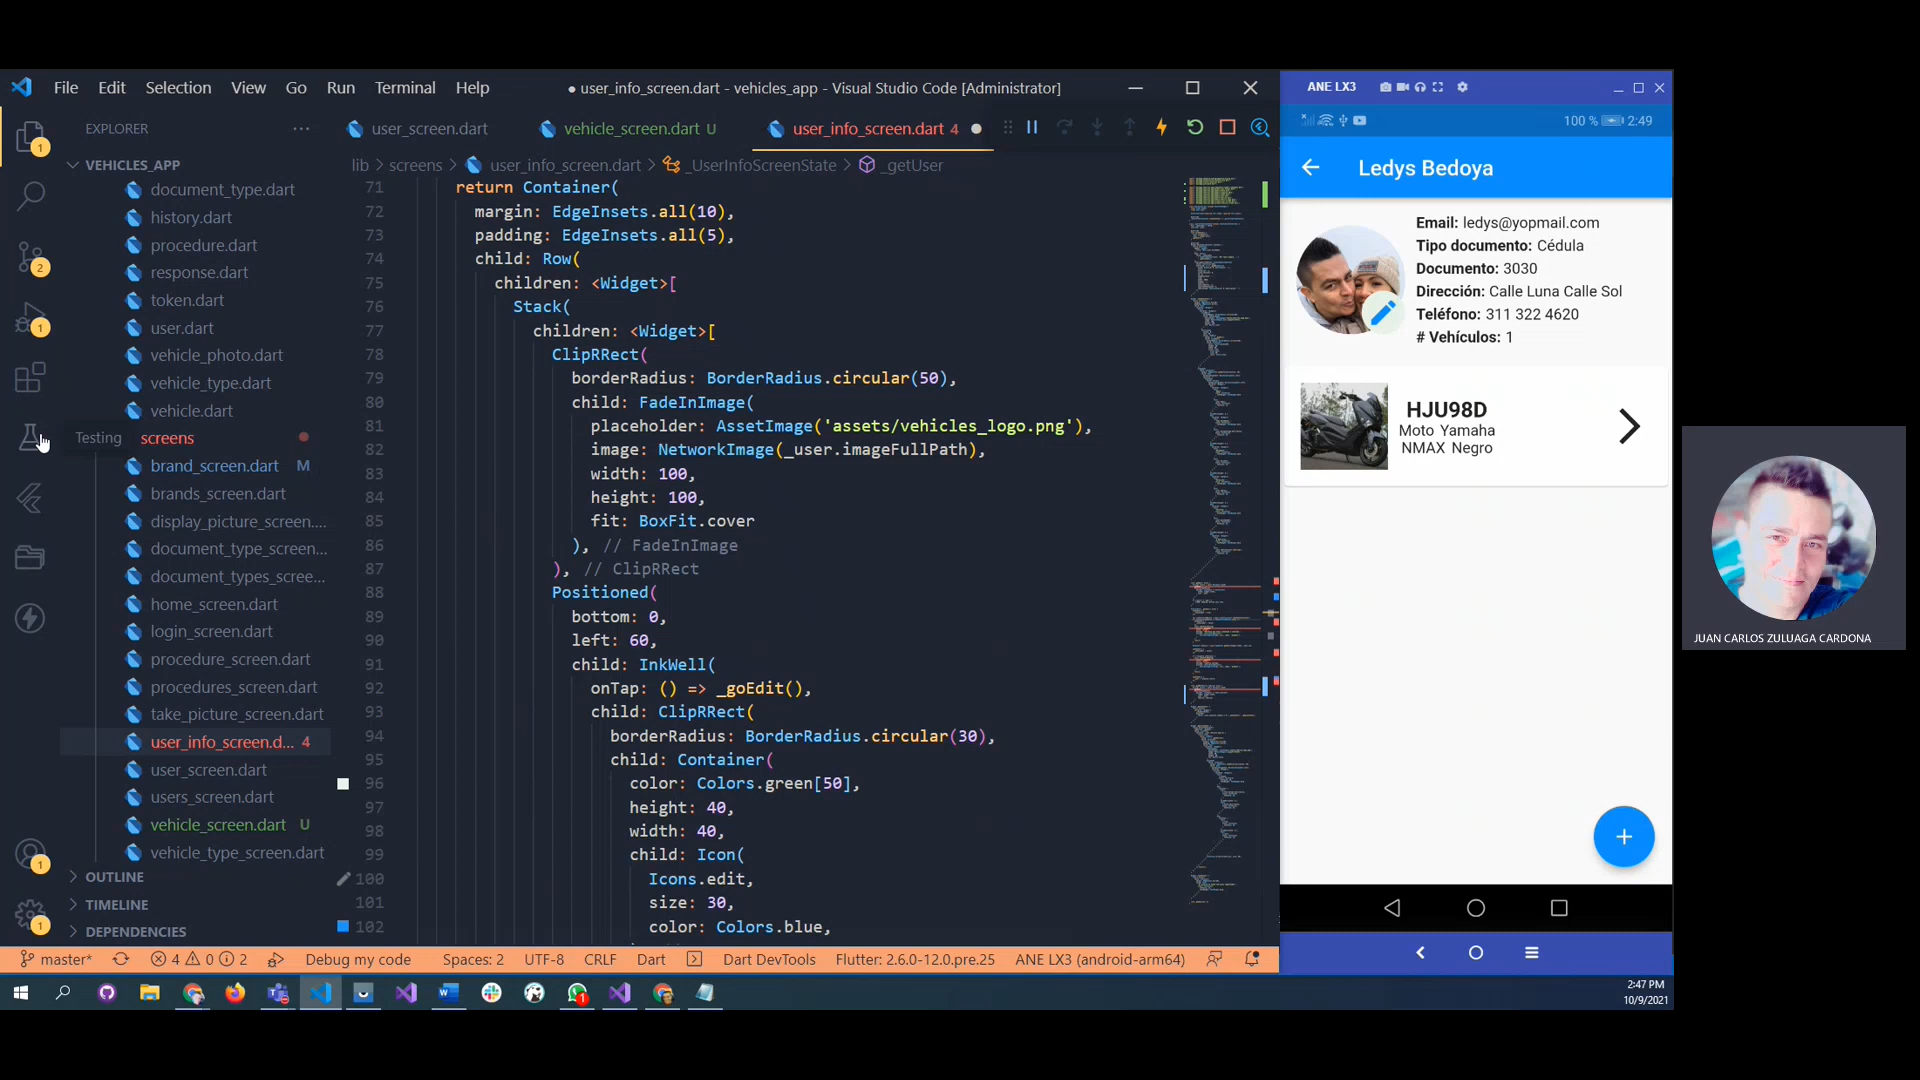 File Edit Selection View Go Run Terminal Help
● user_info_screen.dart - vehicles_app - Visual Studio Code [Administrator]
EXPLORER
user_screen.dart
vehicle_screen.dart U
user_info_screen.dart 4
lib > screens > user_info_screen.dart > _UserInfoScreenState > _getUser
VEHICLES_APP
document_type.dart
history.dart
procedure.dart
response.dart
token.dart
user.dart
vehicle_photo.dart
vehicle_type.dart
vehicle.dart
Testing
screens
brand_screen.dart M
brands_screen.dart
display_picture_screen....
document_type_screen...
document_types_scree...
home_screen.dart
login_screen.dart
procedure_screen.dart
procedures_screen.dart
take_picture_screen.dart
user_info_screen.d... 4
user_screen.dart
users_screen.dart
vehicle_screen.dart U
vehicle_type_screen.dart
OUTLINE
TIMELINE
DEPENDENCIES
1
2
1
1
1
71 return Container(
72 margin: EdgeInsets.all(10),
73 padding: EdgeInsets.all(5),
74 child: Row(
75 children: <Widget>[
76 Stack(
77 children: <Widget>[
78 ClipRRect(
79 borderRadius: BorderRadius.circular(50),
80 child: FadeInImage(
81 placeholder: AssetImage('assets/vehicles_logo.png'),
82 image: NetworkImage(_user.imageFullPath),
83 width: 100,
84 height: 100,
85 fit: BoxFit.cover
86 ), // FadeInImage
87 ), // ClipRRect
88 Positioned(
89 bottom: 0,
90 left: 60,
91 child: InkWell(
92 onTap: () => _goEdit(),
93 child: ClipRRect(
94 borderRadius: BorderRadius.circular(30),
95 child: Container(
96 color: Colors.green[50],
97 height: 40,
98 width: 40,
99 child: Icon(
100 Icons.edit,
101 size: 30,
102 color: Colors.blue,
master* 4 0 2 Debug my code Spaces: 2 UTF-8 CRLF Dart Dart DevTools Flutter: 2.6.0-12.0.pre.25 ANE LX3 (android-arm64)
ANE LX3
100 % 2:49
Ledys Bedoya
Email: ledys@yopmail.com
Tipo documento: Cédula
Documento: 3030
Dirección: Calle Luna Calle Sol
Teléfono: 311 322 4620
# Vehículos: 1
HJU98D
Moto Yamaha
NMAX Negro
+
JUAN CARLOS ZULUAGA CARDONA
1
2:47 PM
10/9/2021